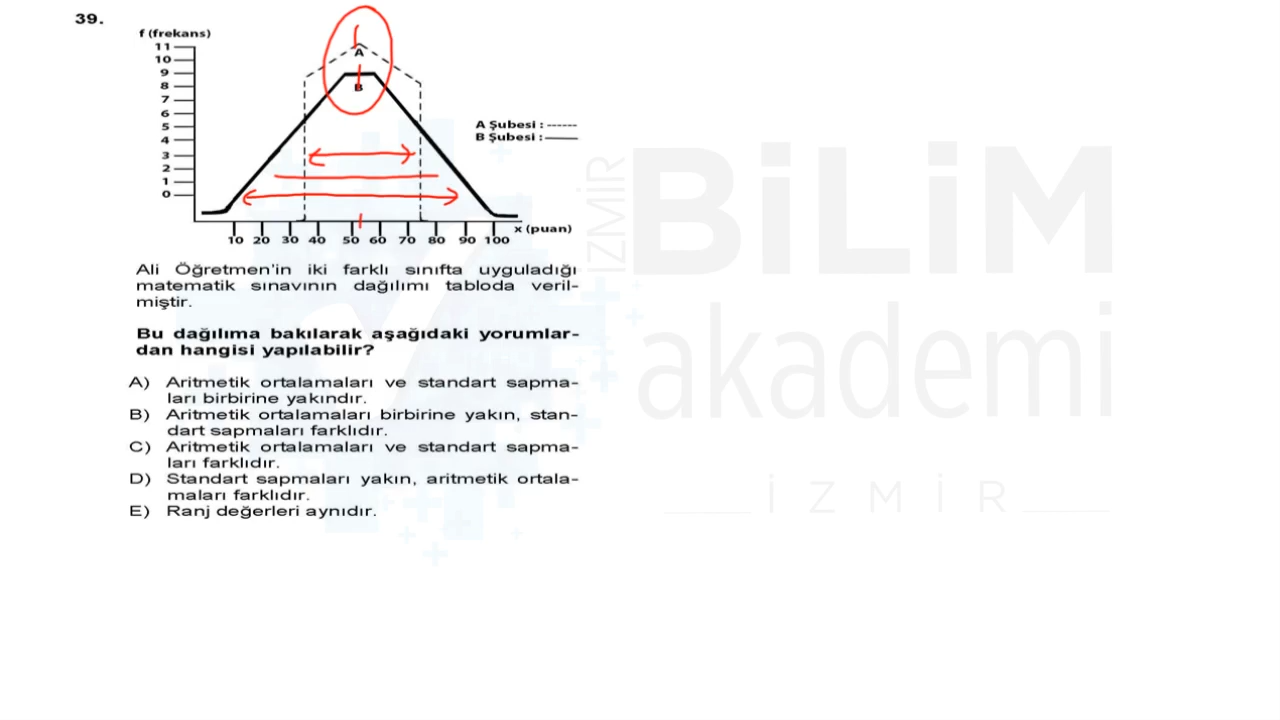 39.
f (frekans)
11
10
9
8
7
6
5
4
3
2
1
0
A
B
A Şubesi : ------
B Şubesi :
10 20 30 40 50 60 70 80 90 100
x (puan)
Ali Öğretmen'in iki farklı sınıfta uyguladığı
matematik sınavının dağılımı tabloda veril-
miştir.
Bu dağılıma bakılarak aşağıdaki yorumlar-
dan hangisi yapılabilir?
A) Aritmetik ortalamaları ve standart sapma-
ları birbirine yakındır.
B) Aritmetik ortalamaları birbirine yakın, stan-
dart sapmaları farklıdır.
C) Aritmetik ortalamaları ve standart sapma-
ları farklıdır.
D) Standart sapmaları yakın, aritmetik ortala-
maları farklıdır.
E) Ranj değerleri aynıdır.
İZMİR
BiLiM
akademi
İZMİR